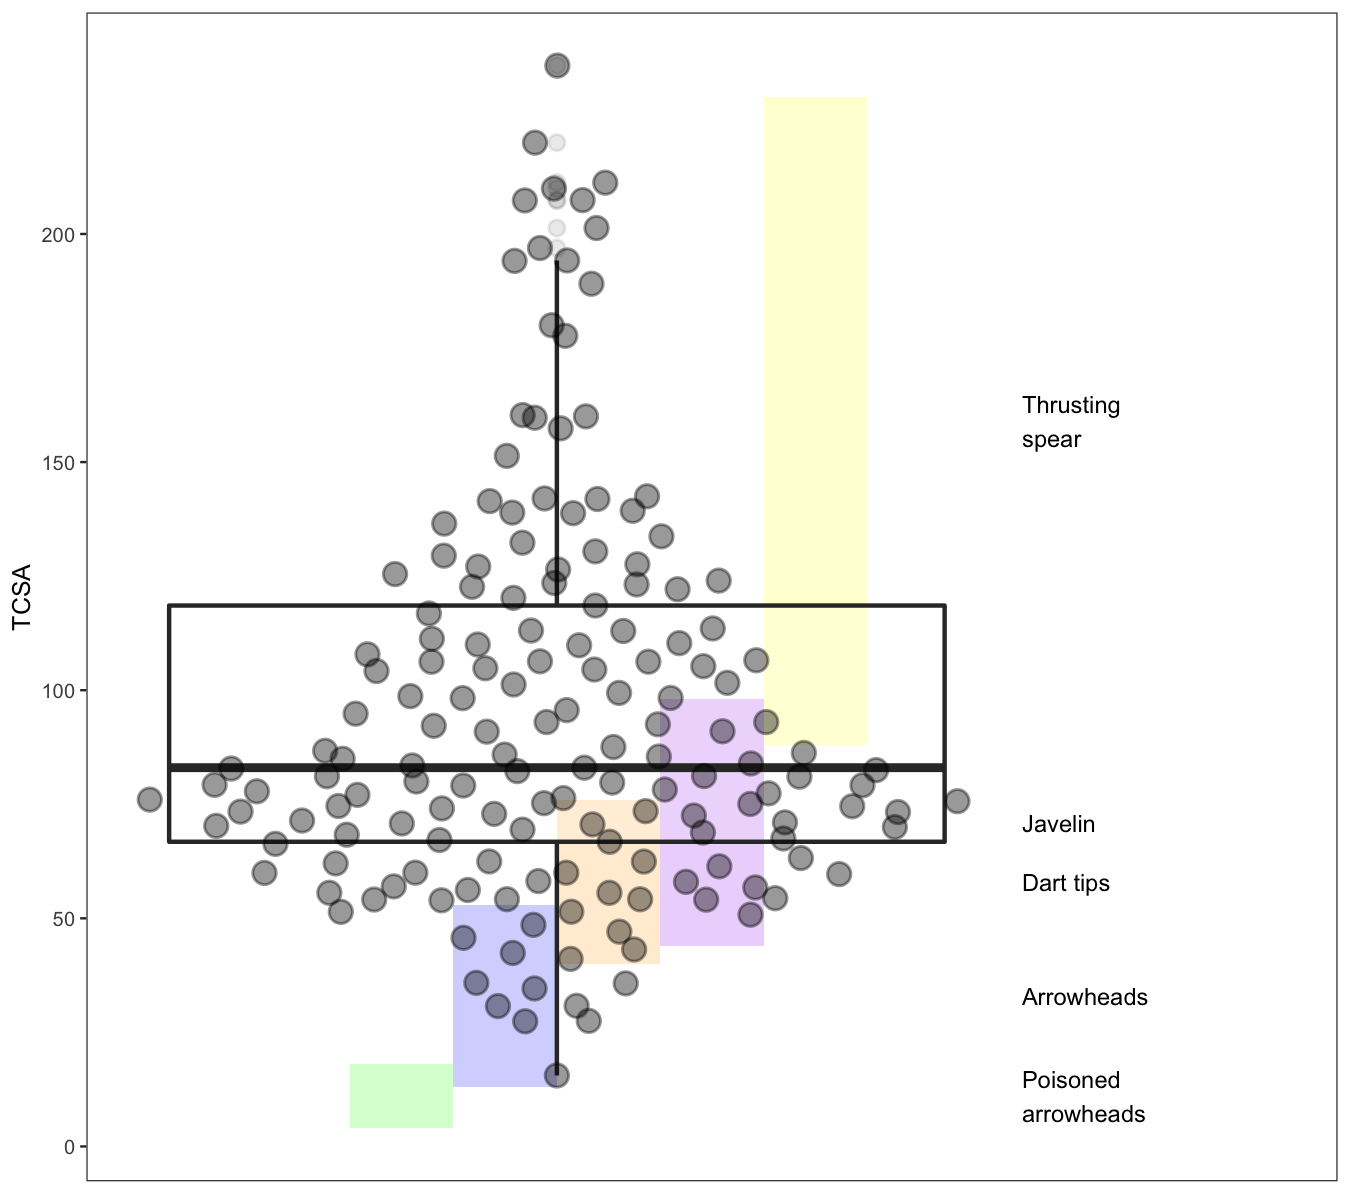 TCSA
200
150
100
50
0
Thrusting
spear
Javelin
Dart tips
Arrowheads
Poisoned
arrowheads